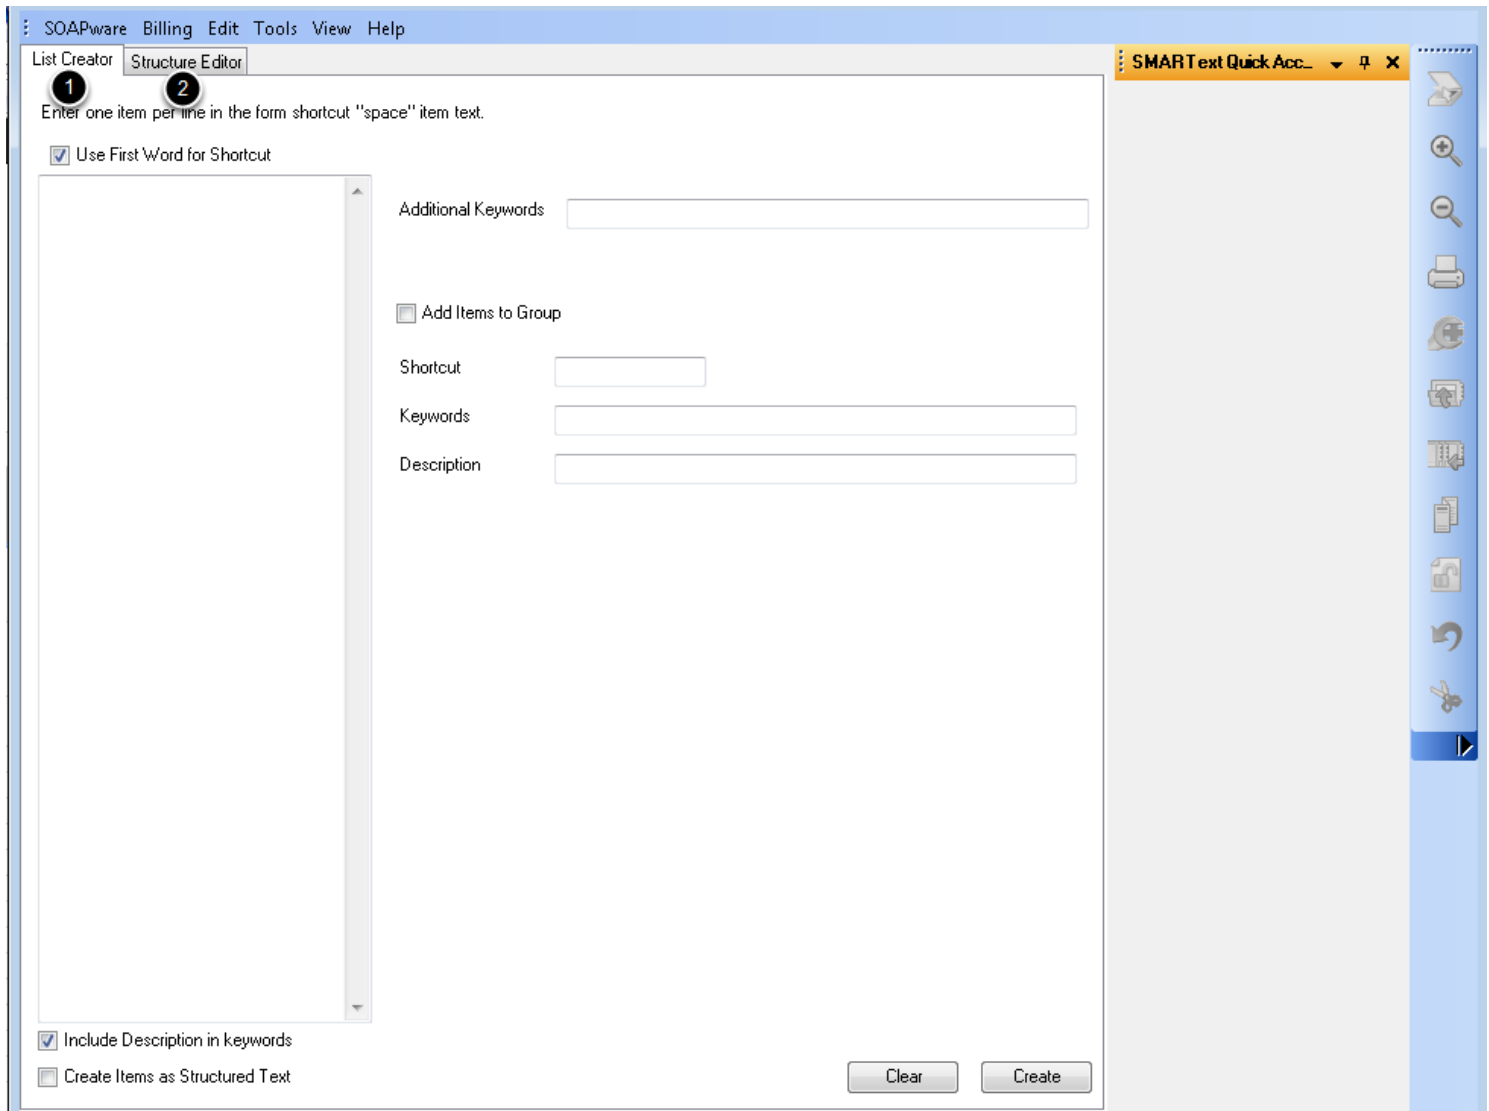 SOAPware Billing Edit Tools View Help
List Creator Structure Editor SMARText Quick Acc...
1 2
Enter one item per line in the form shortcut "space" item text.
Use First Word for Shortcut
Additional Keywords
Add Items to Group
Shortcut
Keywords
Description
Include Description in keywords
Create Items as Structured Text
Clear Create